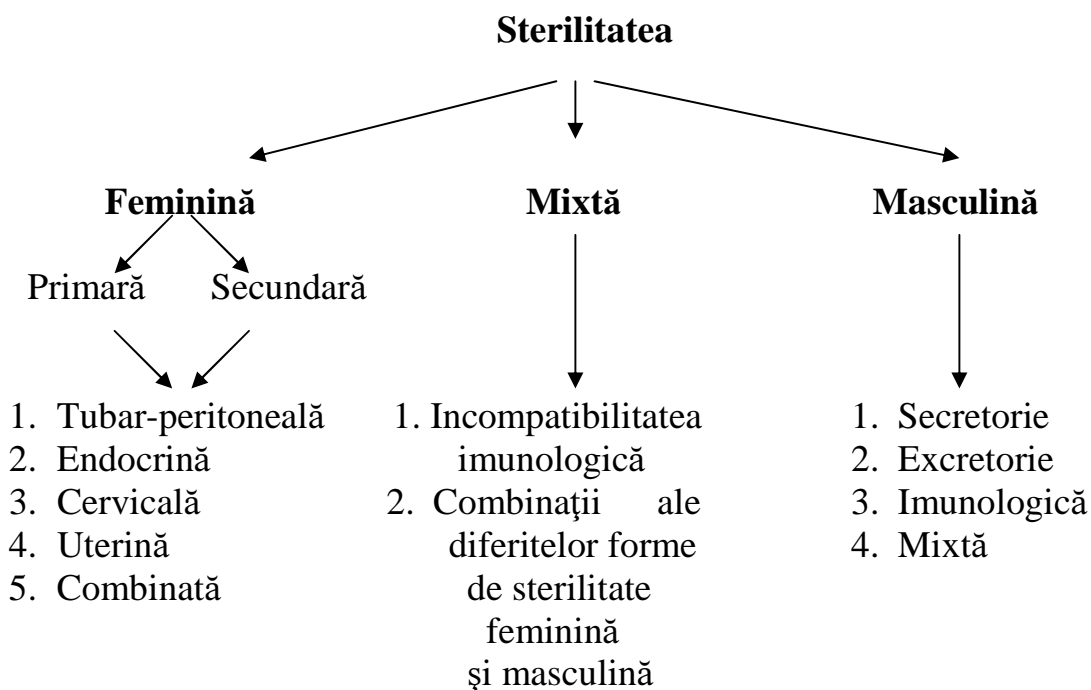 Sterilitatea
Feminină
Mixtă
Masculină
Primară
Secundară
1. Tubar-peritoneală
2. Endocrină
3. Cervicală
4. Uterină
5. Combinată
1. Incompatibilitatea
imunologică
2. Combinaţii ale
diferitelor forme
de sterilitate
feminină
şi masculină
1. Secretorie
2. Excretorie
3. Imunologică
4. Mixtă